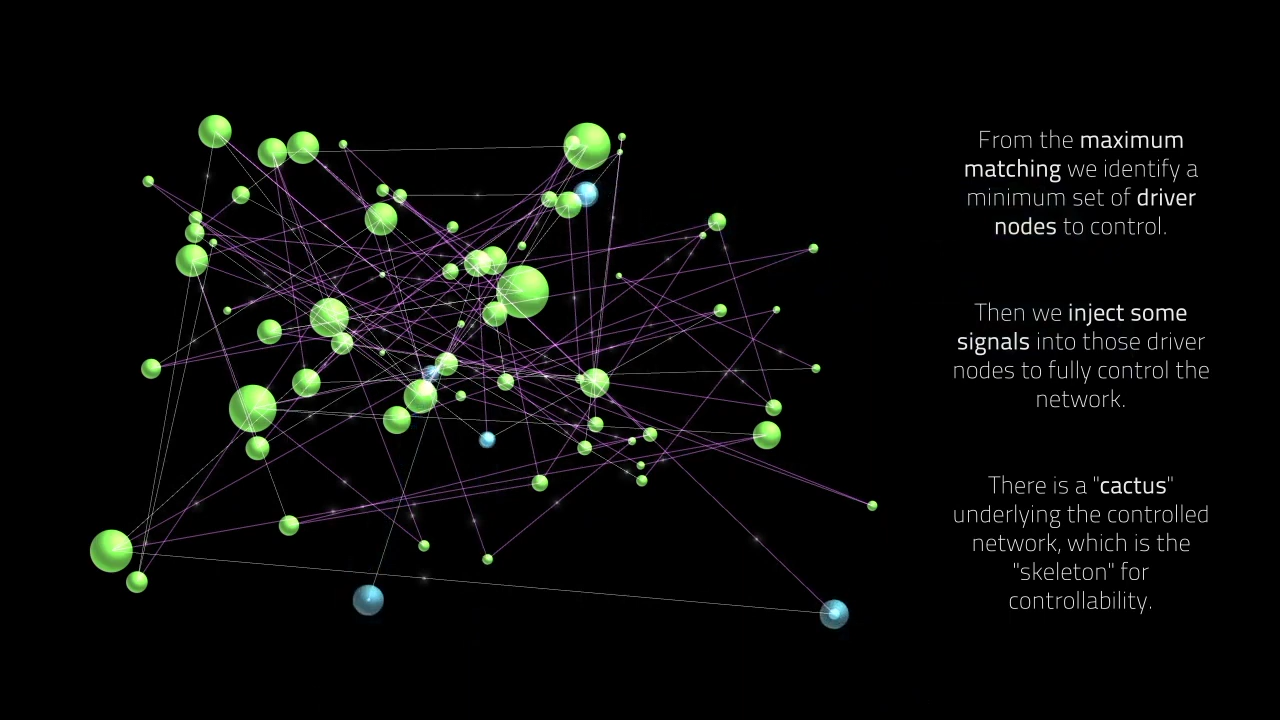 From the maximum
matching we identify a
minimum set of driver
nodes to control.
Then we inject some
signals into those driver
nodes to fully control the
network.
There is a "cactus"
underlying the controlled
network, which is the
"skeleton" for
controllability.